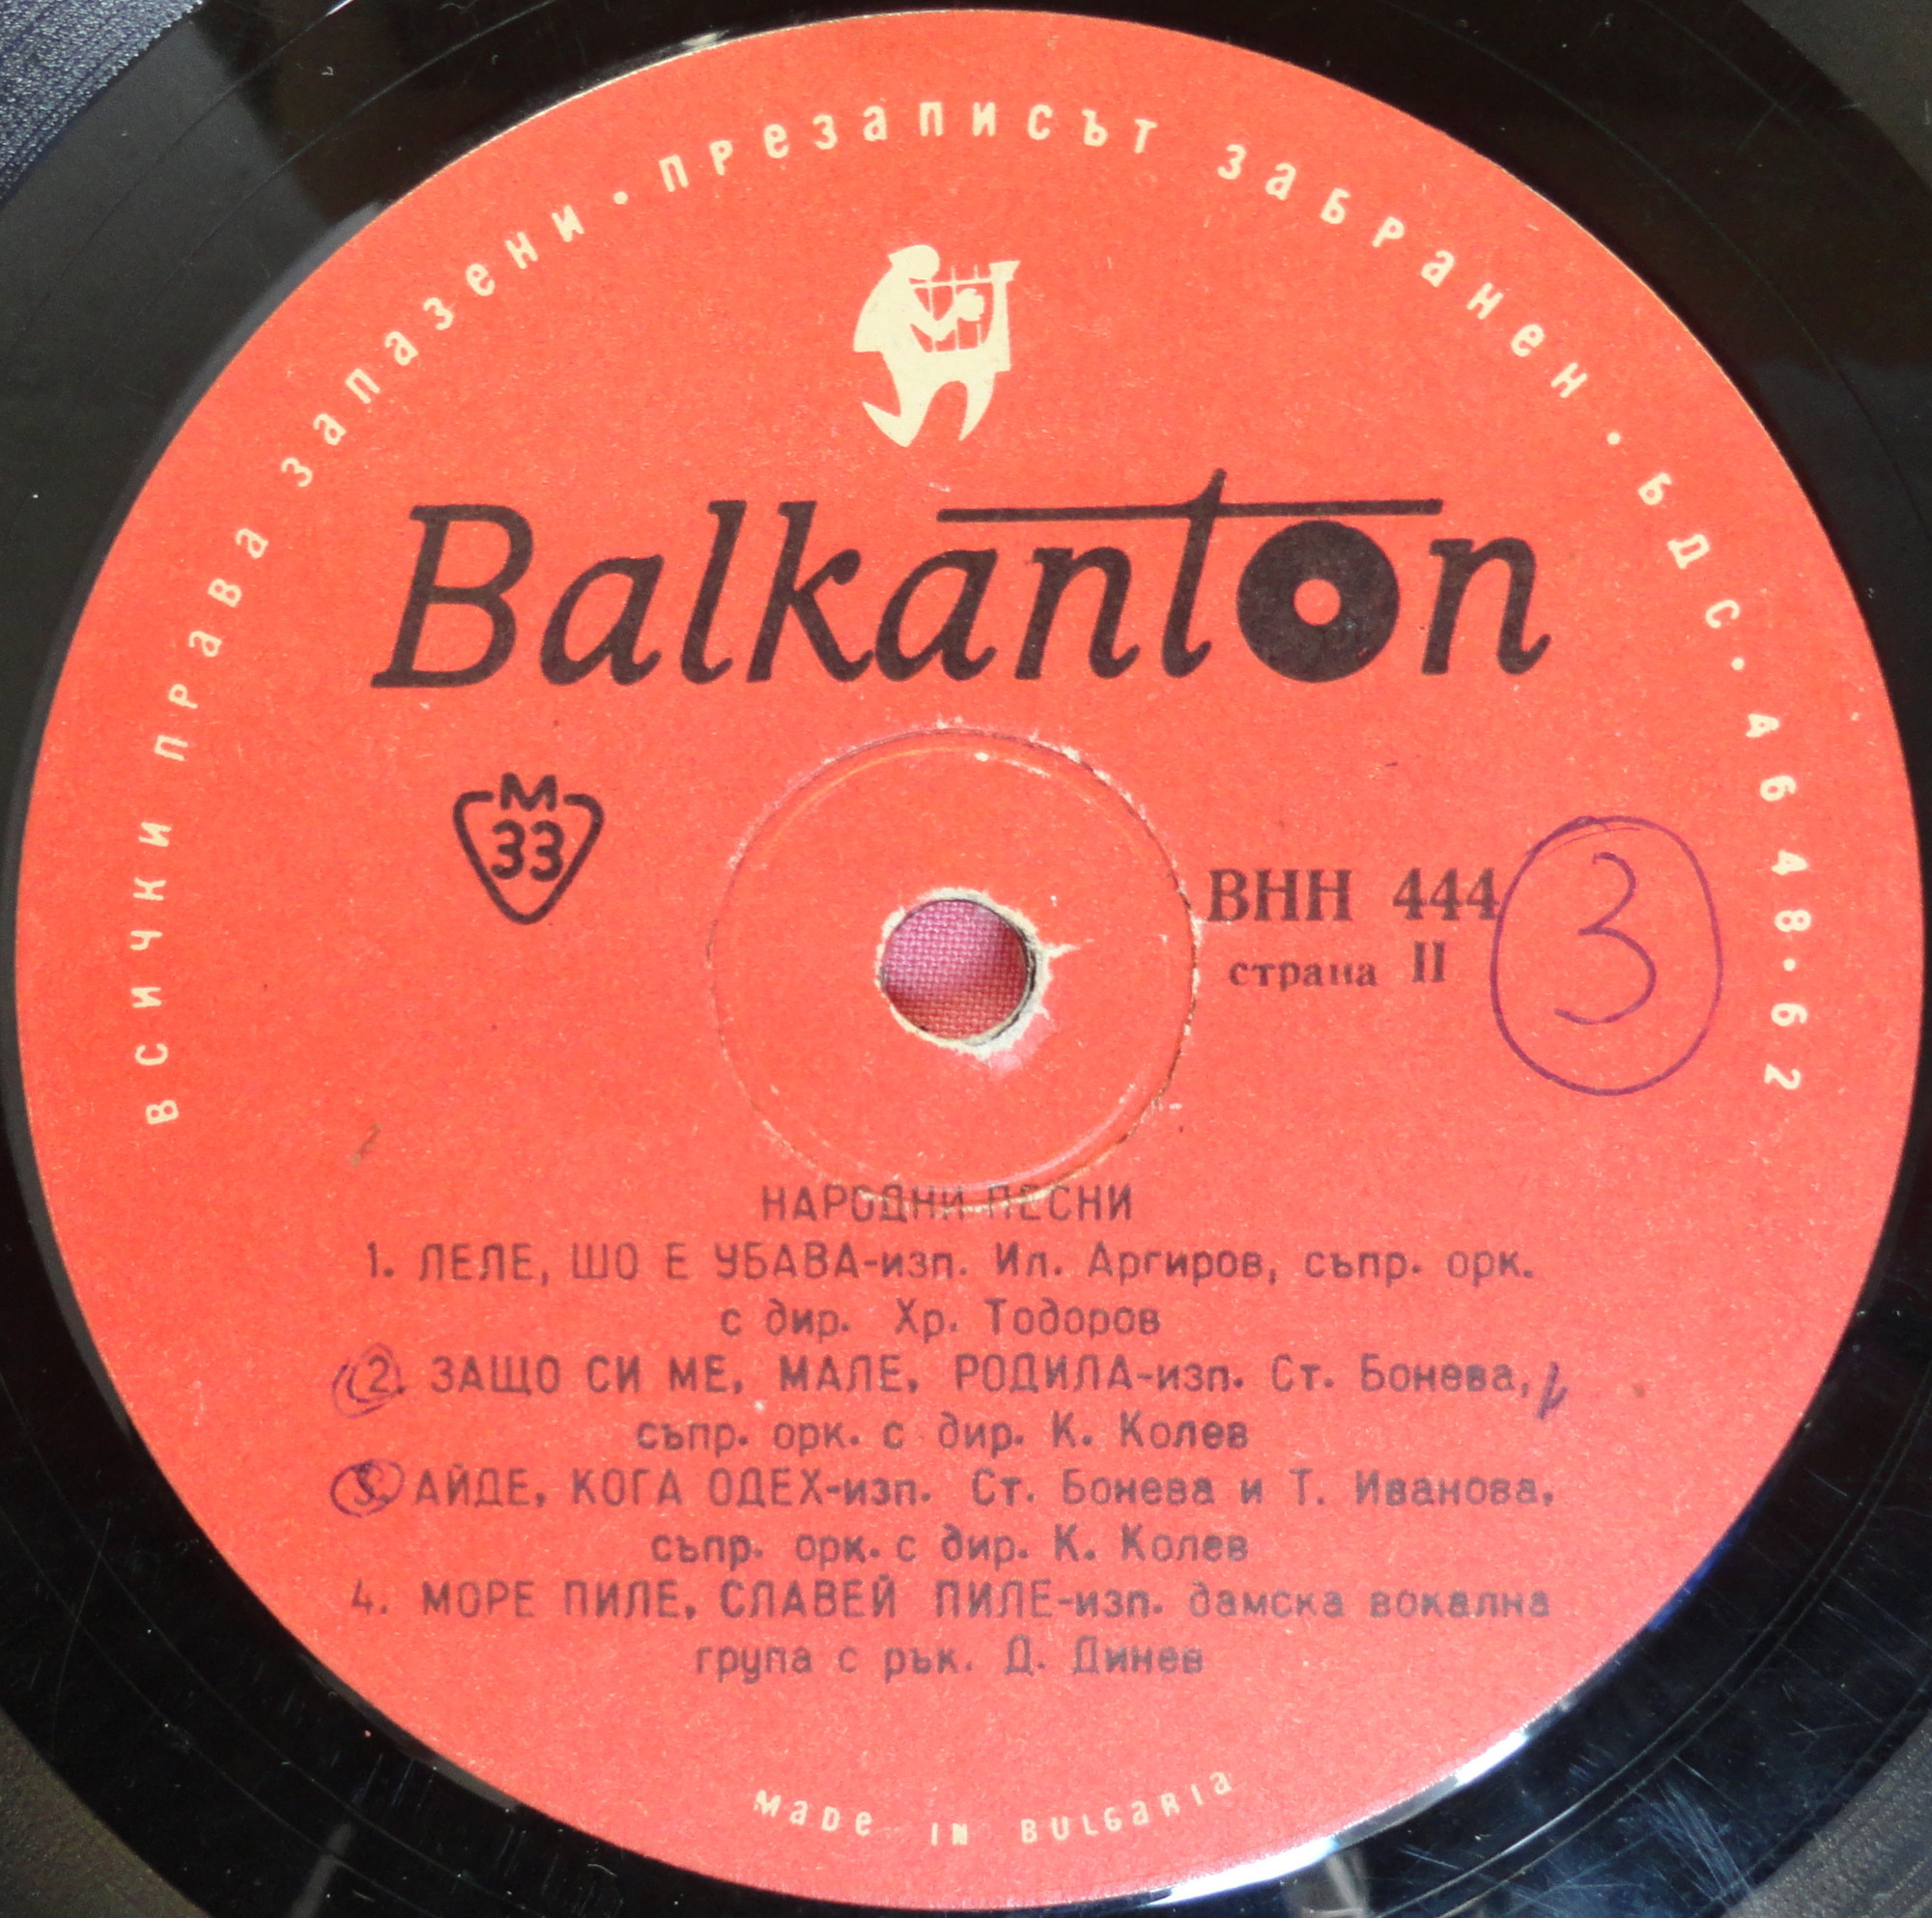 всички права запазени · презаписът забранен · БДС · 4648 · 62
Balkanton
М
33
ВНН 444
страна II
3
НАРОДНИ ПЕСНИ
1. ЛЕЛЕ, ШО Е УБАВА-изп. Ил. Аргиров, съпр. орк.
с дир. Хр. Тодоров
2. ЗАЩО СИ МЕ, МАЛЕ, РОДИЛА-изп. Ст. Бонева,
съпр. орк. с дир. К. Колев
3. АЙДЕ, КОГА ОДЕХ-изп. Ст. Бонева и Т. Иванова,
съпр. орк. с дир. К. Колев
4. МОРЕ ПИЛЕ, СЛАВЕЙ ПИЛЕ-изп. дамска вокална
група с рък. Д. Динев
MADE IN BULGARIA